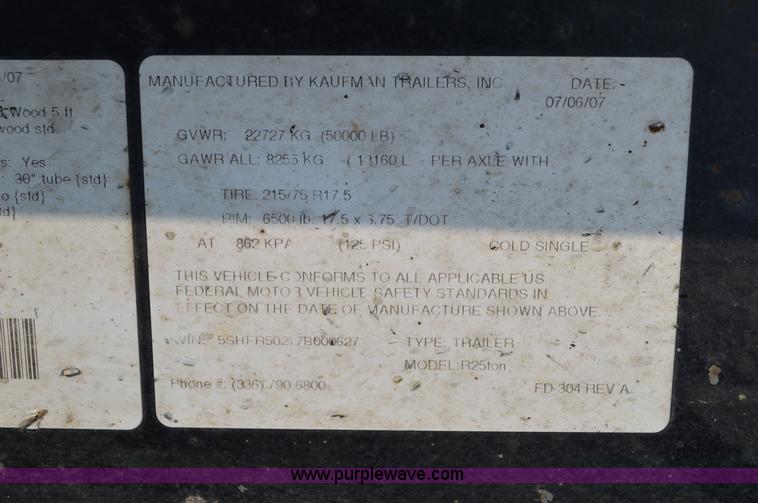 /07
Wood 5 ft.
wood std
s: Yes
30" tube {std}
o {std}
td}
MANUFACTURED BY KAUFMAN TRAILERS, INC. DATE:
07/06/07
GVWR: 22727 KG (50000 LB)
GAWR ALL: 8255 KG PER AXLE WITH
TIRE: 215/75 R17.5
RIM: 6500 lb. 17.5 x 6.75 T/DOT
AT 862 KPA (125 PSI) COLD SINGLE
THIS VEHICLE CONFORMS TO ALL APPLICABLE US
FEDERAL MOTOR VEHICLE SAFETY STANDARDS IN
EFFECT ON THE DATE OF MANUFACTURE SHOWN ABOVE.
VIN: TYPE: TRAILER
MODEL: R25ton
Phone #: (336) 790 6800 FD-304 REV A
www.purplewave.com